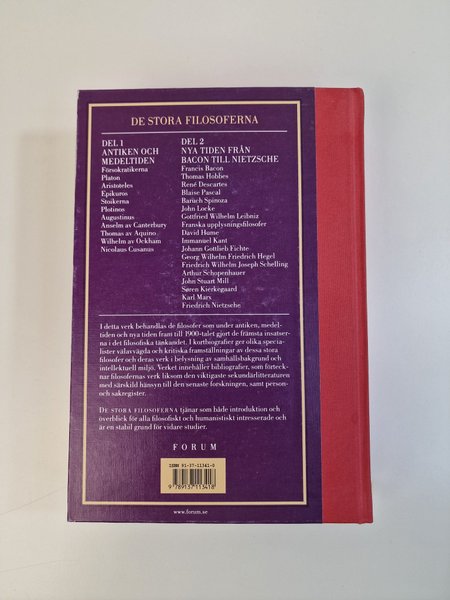 DE STORA FILOSOFERNA
DEL 1
ANTIKEN OCH
MEDELTIDEN
Försokratikerna
Platon
Aristoteles
Epikuros
Stoikerna
Plotinos
Augustinus
Anselm av Canterbury
Thomas av Aquino
Wilhelm av Ockham
Nicolaus Cusanus
DEL 2
NYA TIDEN FRÅN
BACON TILL NIETZSCHE
Francis Bacon
Thomas Hobbes
René Descartes
Blaise Pascal
Baruch Spinoza
John Locke
Gottfried Wilhelm Leibniz
Franska upplysningsfilosofer
David Hume
Immanuel Kant
Johann Gottlieb Fichte
Georg Wilhelm Friedrich Hegel
Friedrich Wilhelm Joseph Schelling
Arthur Schopenhauer
John Stuart Mill
Søren Kierkegaard
Karl Marx
Friedrich Nietzsche
I detta verk behandlas de filosofer som under antiken, medel-
tiden och nya tiden fram till 1900-talet gjort de främsta insatser-
na i det filosofiska tänkandet. I kortbiografier ger olika specia-
lister välavvägda och kritiska framställningar av dessa stora
filosofer och deras verk i belysning av samhällsbakgrund och
intellektuell miljö. Verket innehåller bibliografier, som förteck-
nar filosofernas verk liksom den viktigaste sekundärlitteraturen
med särskild hänsyn till den senaste forskningen, samt person-
och sakregister.
DE STORA FILOSOFERNA tjänar som både introduktion och
överblick för alla filosofiskt och humanistiskt intresserade och
är en stabil grund för vidare studier.
FORUM
ISBN 91-37-11341-0
9 789137 113418
www.forum.se